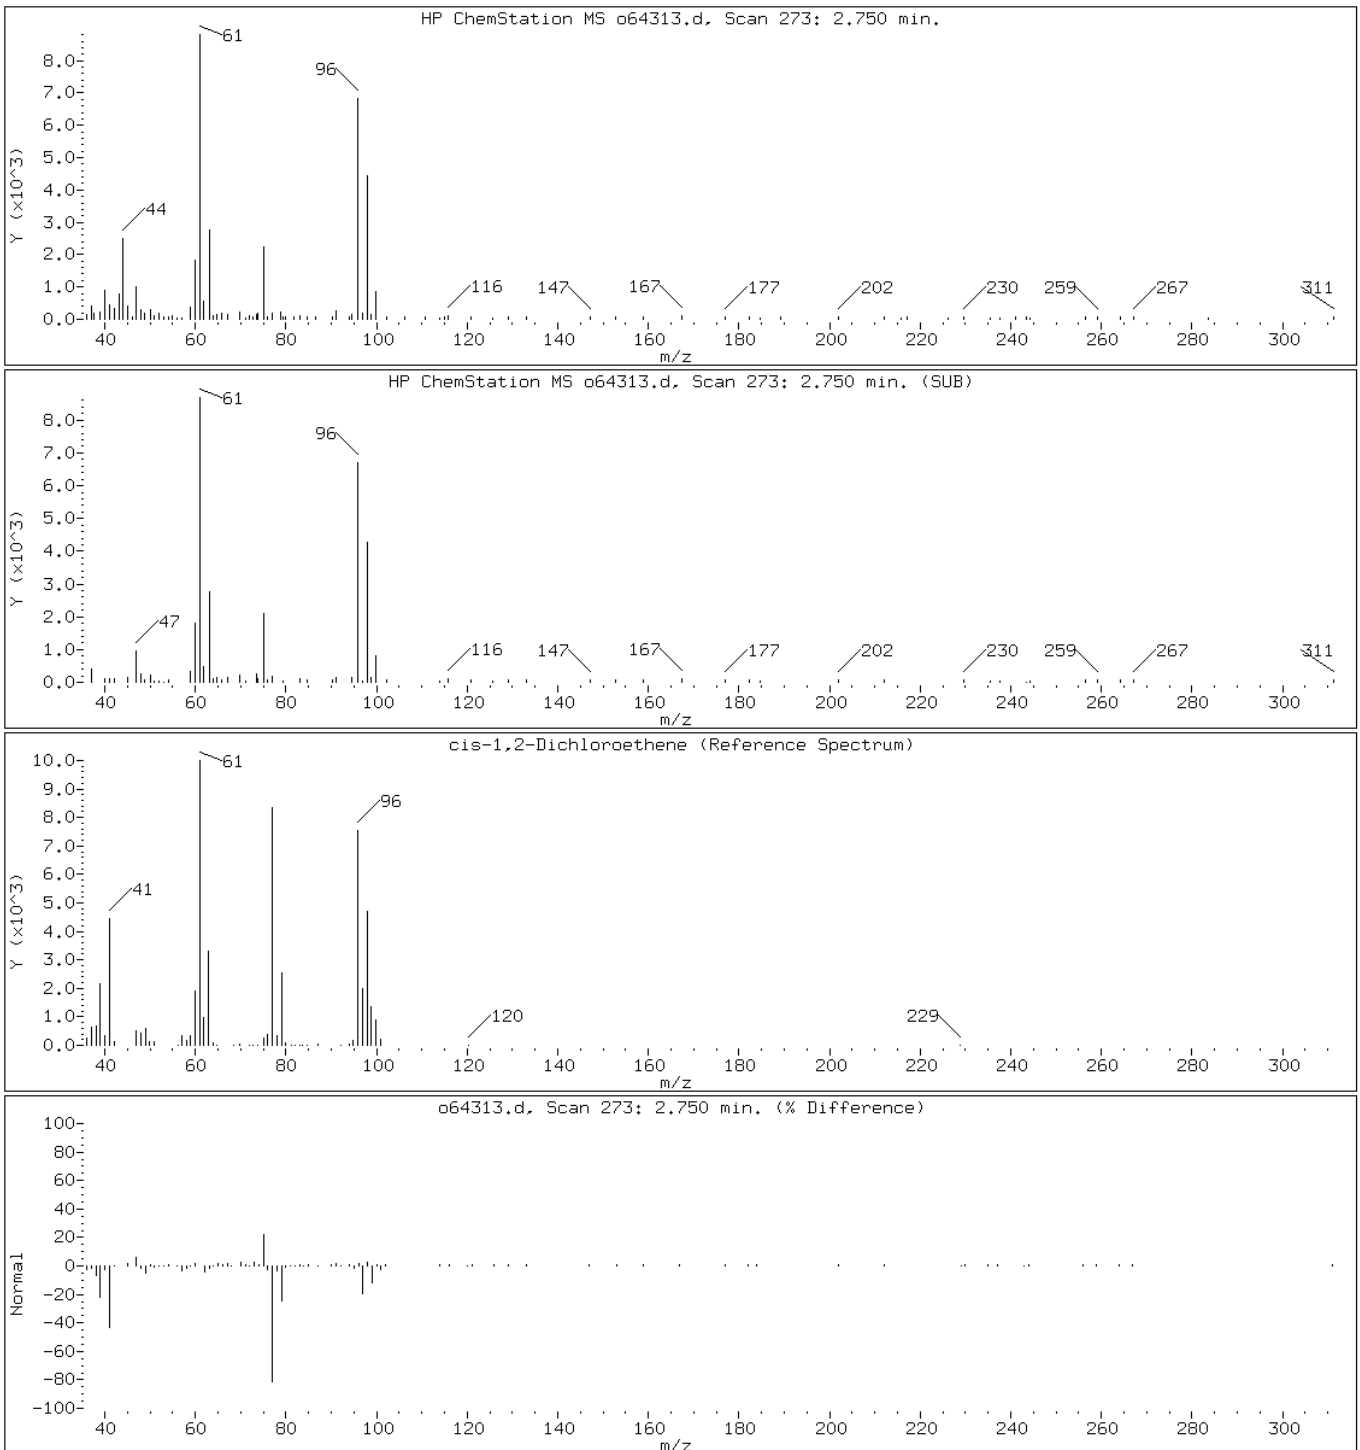 HP ChemStation MS o64313.d, Scan 273: 2.750 min.
61
96
8.0
7.0
6.0
5.0
4.0
3.0
2.0
1.0
0.0
Y (x10^3)
44
116 147 167 177 202 230 259 267 311
40 60 80 100 120 140 160 180 200 220 240 260 280 300
m/z
HP ChemStation MS o64313.d, Scan 273: 2.750 min. (SUB)
61
96
8.0
7.0
6.0
5.0
4.0
3.0
2.0
1.0
0.0
Y (x10^3)
47
116 147 167 177 202 230 259 267 311
40 60 80 100 120 140 160 180 200 220 240 260 280 300
m/z
cis-1,2-Dichloroethene (Reference Spectrum)
61
96
41
10.0
9.0
8.0
7.0
6.0
5.0
4.0
3.0
2.0
1.0
0.0
Y (x10^3)
120 229
40 60 80 100 120 140 160 180 200 220 240 260 280 300
m/z
o64313.d, Scan 273: 2.750 min. (% Difference)
100
80
60
40
20
0
-20
-40
-60
-80
-100
Normal
40 60 80 100 120 140 160 180 200 220 240 260 280 300
m/z